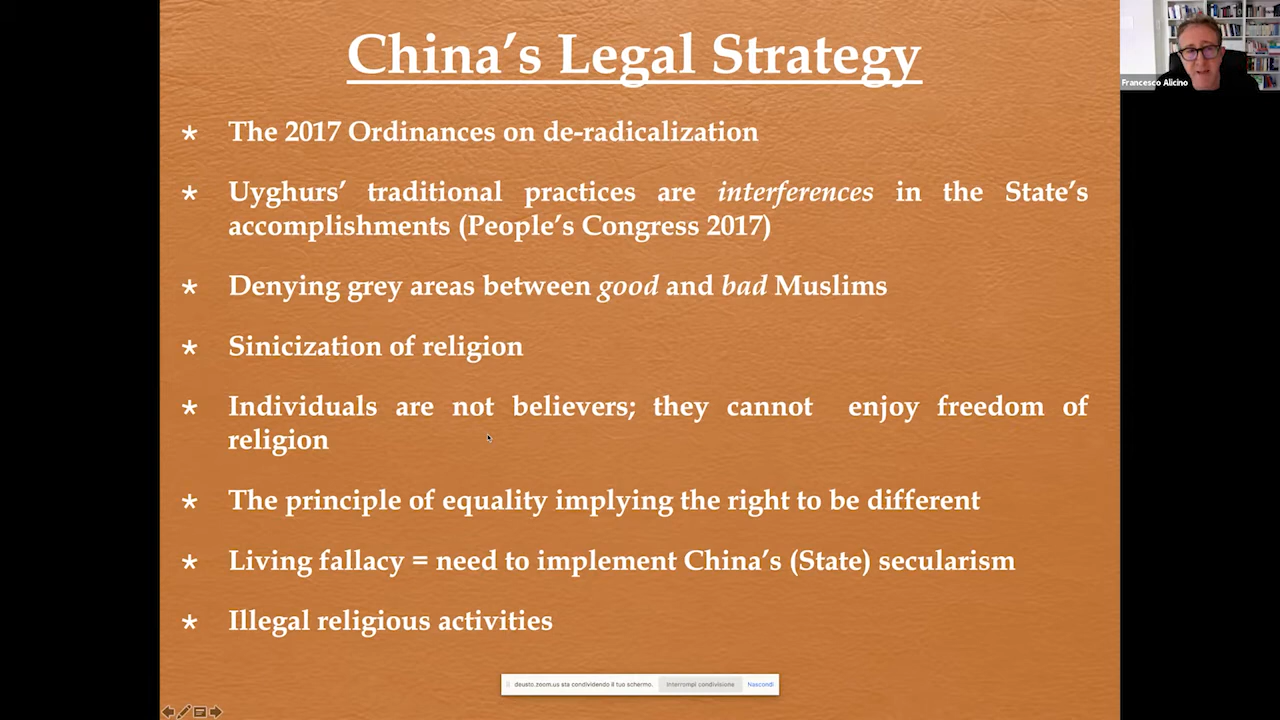 China's Legal Strategy
Francesco Alicino
* The 2017 Ordinances on de-radicalization
* Uyghurs' traditional practices are interferences in the State's
accomplishments (People's Congress 2017)
* Denying grey areas between good and bad Muslims
* Sinicization of religion
* Individuals are not believers; they cannot enjoy freedom of
religion
* The principle of equality implying the right to be different
* Living fallacy = need to implement China's (State) secularism
* Illegal religious activities
deusto.zoom.us sta condividendo il tuo schermo. Interrompi condivisione Nascondi